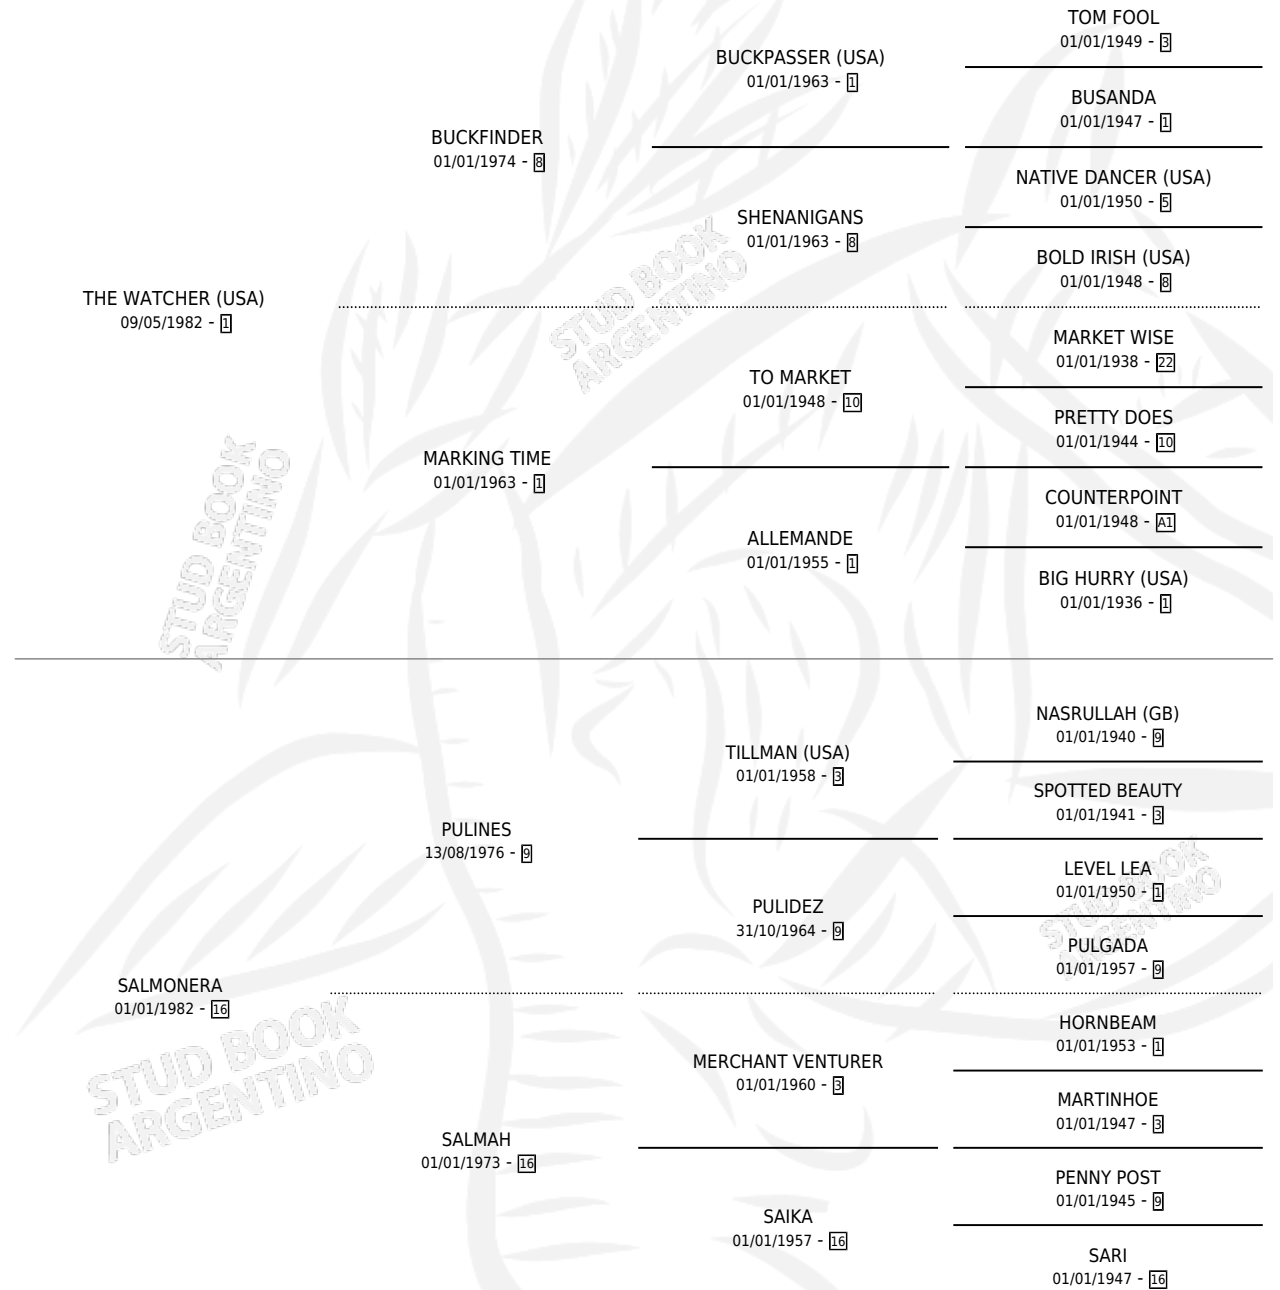 TOM FOOL
01/01/1949 - 3
BUCKPASSER (USA)
01/01/1963 - 1
BUSANDA
01/01/1947 - 1
BUCKFINDER
01/01/1974 - 8
NATIVE DANCER (USA)
01/01/1950 - 5
SHENANIGANS
01/01/1963 - 8
BOLD IRISH (USA)
01/01/1948 - 8
THE WATCHER (USA)
09/05/1982 - 1
MARKET WISE
01/01/1938 - 22
TO MARKET
01/01/1948 - 10
PRETTY DOES
01/01/1944 - 10
MARKING TIME
01/01/1963 - 1
COUNTERPOINT
01/01/1948 - A1
ALLEMANDE
01/01/1955 - 1
BIG HURRY (USA)
01/01/1936 - 1
NASRULLAH (GB)
01/01/1940 - 9
TILLMAN (USA)
01/01/1958 - 3
SPOTTED BEAUTY
01/01/1941 - 3
PULINES
13/08/1976 - 9
LEVEL LEA
01/01/1950 - 1
PULIDEZ
31/10/1964 - 9
PULGADA
01/01/1957 - 9
SALMONERA
01/01/1982 - 16
HORNBEAM
01/01/1953 - 1
MERCHANT VENTURER
01/01/1960 - 3
MARTINHOE
01/01/1947 - 3
SALMAH
01/01/1973 - 16
PENNY POST
01/01/1945 - 9
SAIKA
01/01/1957 - 16
SARI
01/01/1947 - 16
STUD BOOK
ARGENTINO
STUD BOOK
ARGENTINO
STUD BOOK
ARGENTINO
STUD BOOK
ARGENTINO